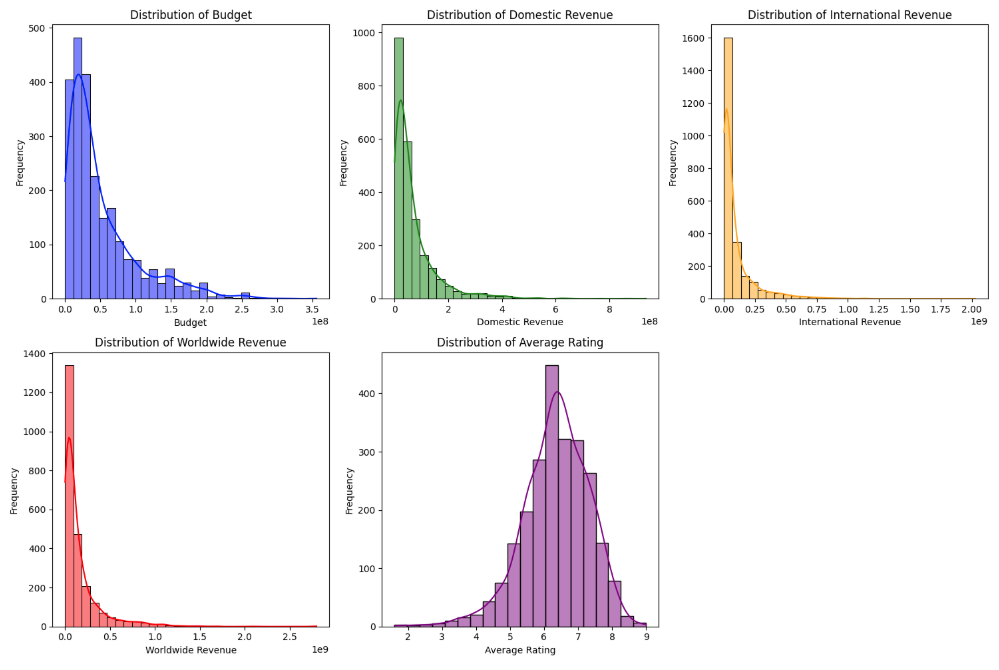 Distribution of Budget
Frequency
500
400
300
200
100
0
0.0 0.5 1.0 1.5 2.0 2.5 3.0 3.5
1e8
Budget
Distribution of Domestic Revenue
Frequency
1000
800
600
400
200
0
0 2 4 6 8
1e8
Domestic Revenue
Distribution of International Revenue
Frequency
1600
1400
1200
1000
800
600
400
200
0
0.00 0.25 0.50 0.75 1.00 1.25 1.50 1.75 2.00
1e9
International Revenue
Distribution of Worldwide Revenue
Frequency
1400
1200
1000
800
600
400
200
0
0.0 0.5 1.0 1.5 2.0 2.5
1e9
Worldwide Revenue
Distribution of Average Rating
Frequency
400
300
200
100
0
2 3 4 5 6 7 8 9
Average Rating